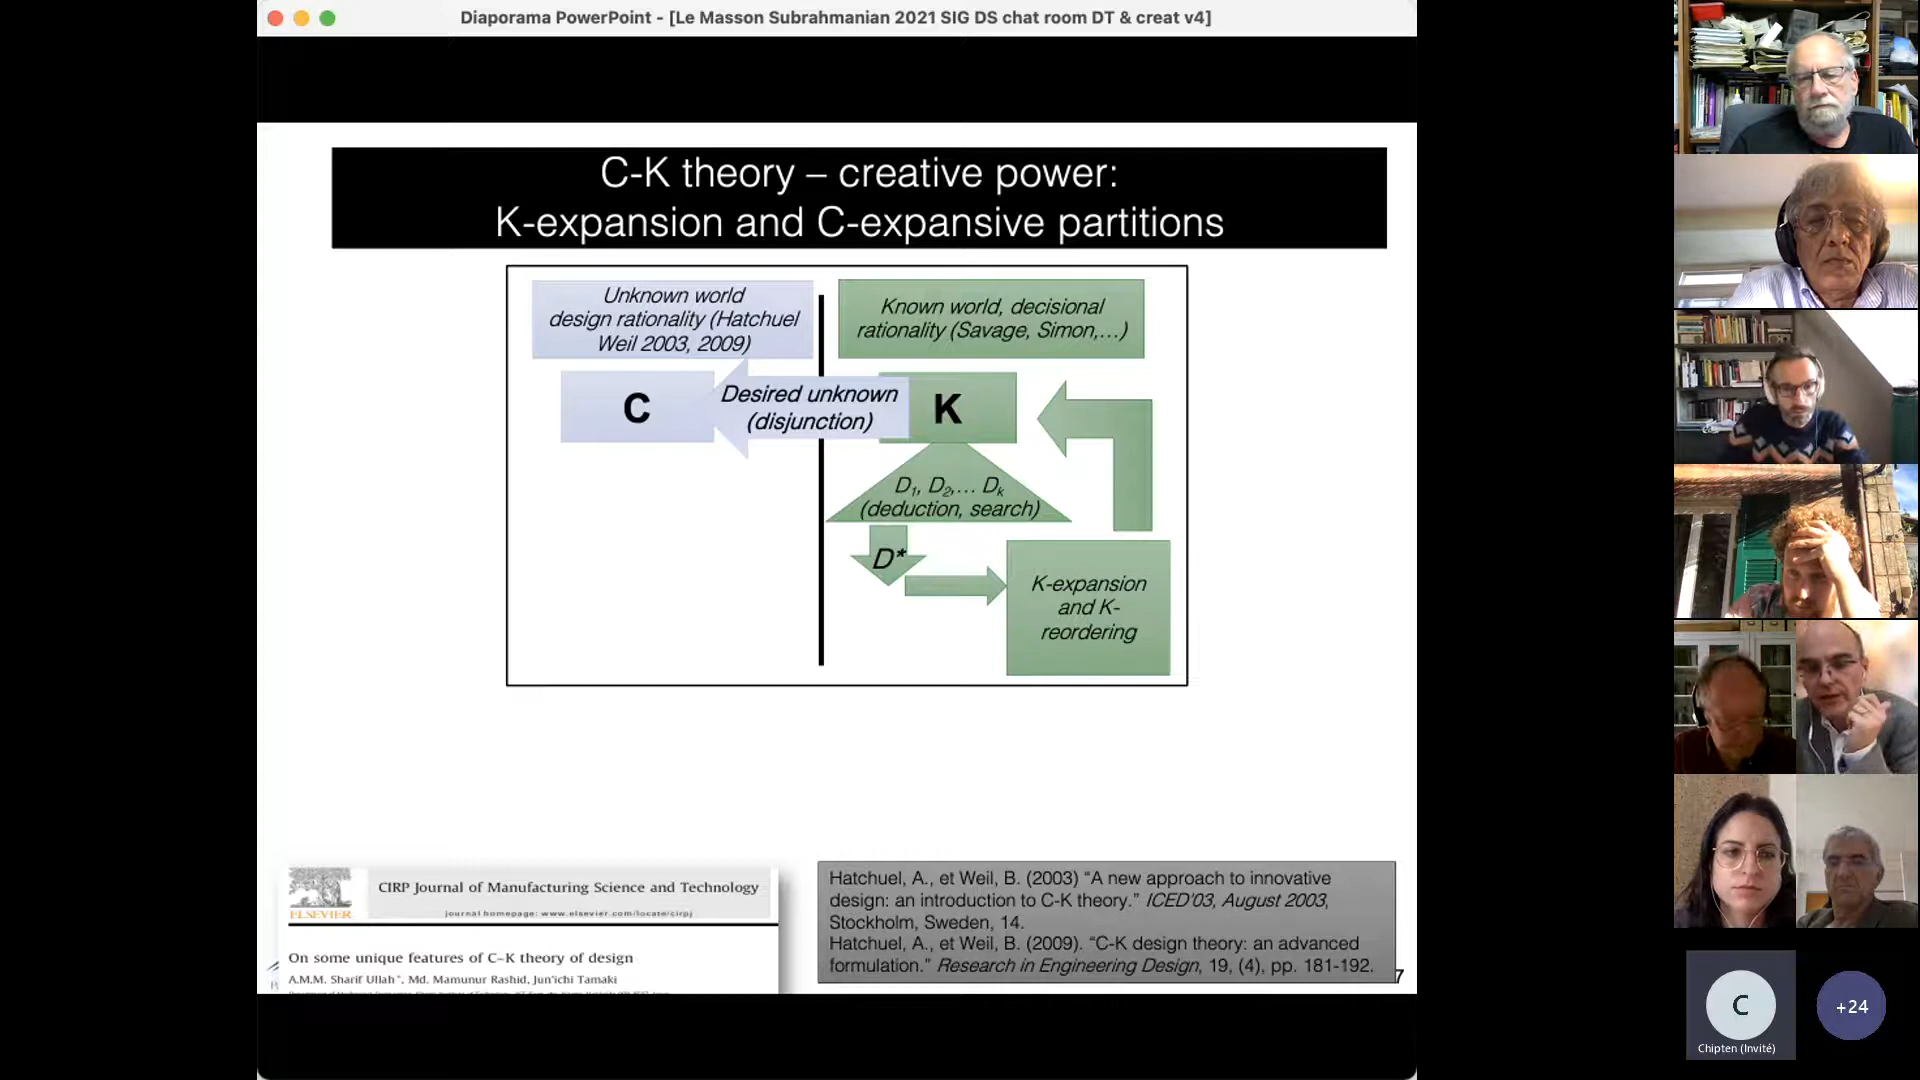 Diaporama PowerPoint - [Le Masson Subrahmanian 2021 SIG DS chat room DT & creat v4]
C-K theory – creative power:
K-expansion and C-expansive partitions
Unknown world
design rationality (Hatchuel
Weil 2003, 2009)
Known world, decisional
rationality (Savage, Simon,...)
C
Desired unknown
(disjunction)
K
D1, D2,... Dk
(deduction, search)
D*
K-expansion
and K-
reordering
ELSEVIER
CIRP Journal of Manufacturing Science and Technology
journal homepage: www.elsevier.com/locate/cirpj
On some unique features of C–K theory of design
A.M.M. Sharif Ullah*, Md. Mamunur Rashid, Jun'ichi Tamaki
Hatchuel, A., et Weil, B. (2003) “A new approach to innovative
design: an introduction to C-K theory.” ICED'03, August 2003,
Stockholm, Sweden, 14.
Hatchuel, A., et Weil, B. (2009). “C-K design theory: an advanced
formulation.” Research in Engineering Design, 19, (4), pp. 181-192.
7
C
Chipten (Invité)
+24